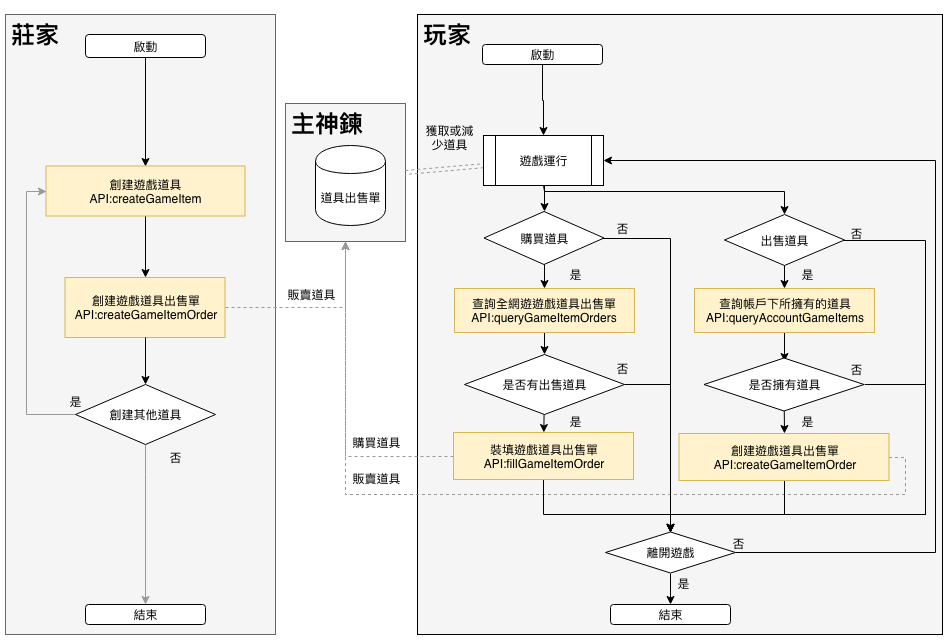 莊家
啟動
創建遊戲道具
API:createGameItem
創建遊戲道具出售單
API:createGameItemOrder
創建其他道具
是
否
結束
主神鍊
道具出售單
販賣道具
購買道具
販賣道具
獲取或減
少道具
玩家
啟動
遊戲運行
購買道具
否
是
查詢全網遊遊戲道具出售單
API:queryGameItemOrders
是否有出售道具
否
是
裝填遊戲道具出售單
API:fillGameItemOrder
出售道具
否
是
查詢帳戶下所擁有的道具
API:queryAccountGameItems
是否擁有道具
否
是
創建遊戲道具出售單
API:createGameItemOrder
離開遊戲
否
是
結束